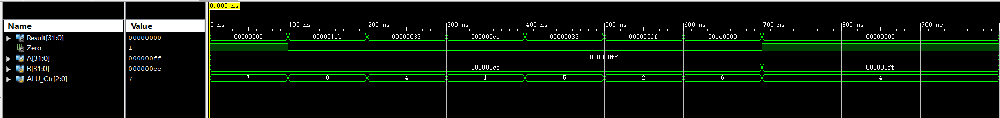 0.000 ns
Name Value
0 ns 100 ns 200 ns 300 ns 400 ns 500 ns 600 ns 700 ns 800 ns 900 ns
Result[31:0] 00000000 00000000 000001cb 00000033 000000cc 00000033 000000ff 00cc0000 00000000
Zero 1
A[31:0] 000000ff 000000ff
B[31:0] 000000cc 000000cc 000000ff
ALU_Ctr[2:0] 7 7 0 4 1 5 2 6 4